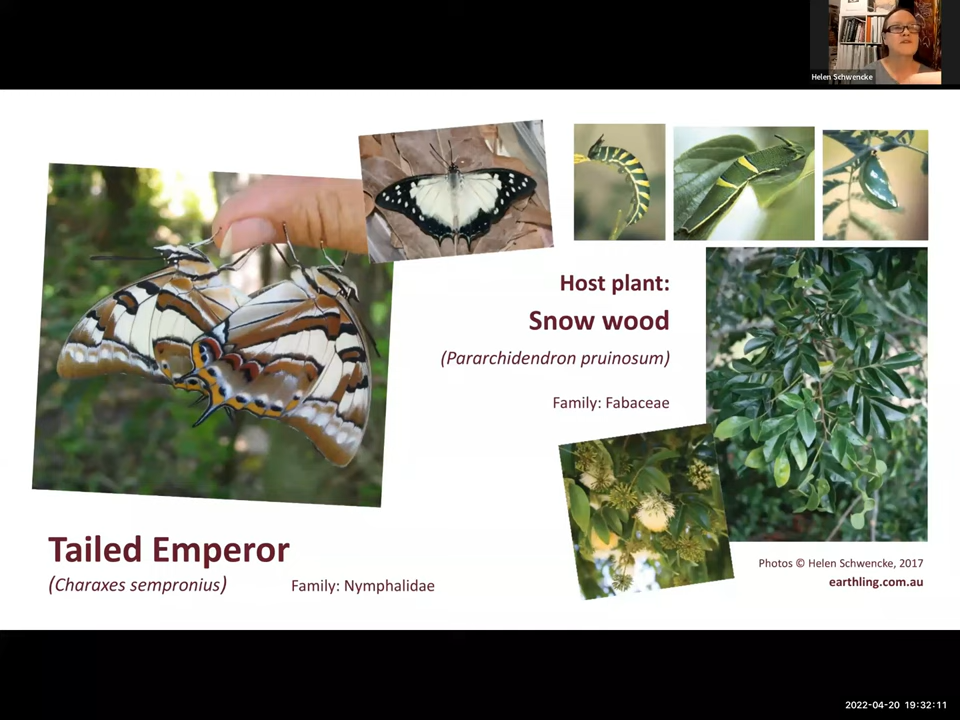 Helen Schwencke
Host plant:
Snow wood
(Pararchidendron pruinosum)
Family: Fabaceae
Tailed Emperor
(Charaxes sempronius)
Family: Nymphalidae
Photos © Helen Schwencke, 2017
earthling.com.au
2022-04-20 19:32:11